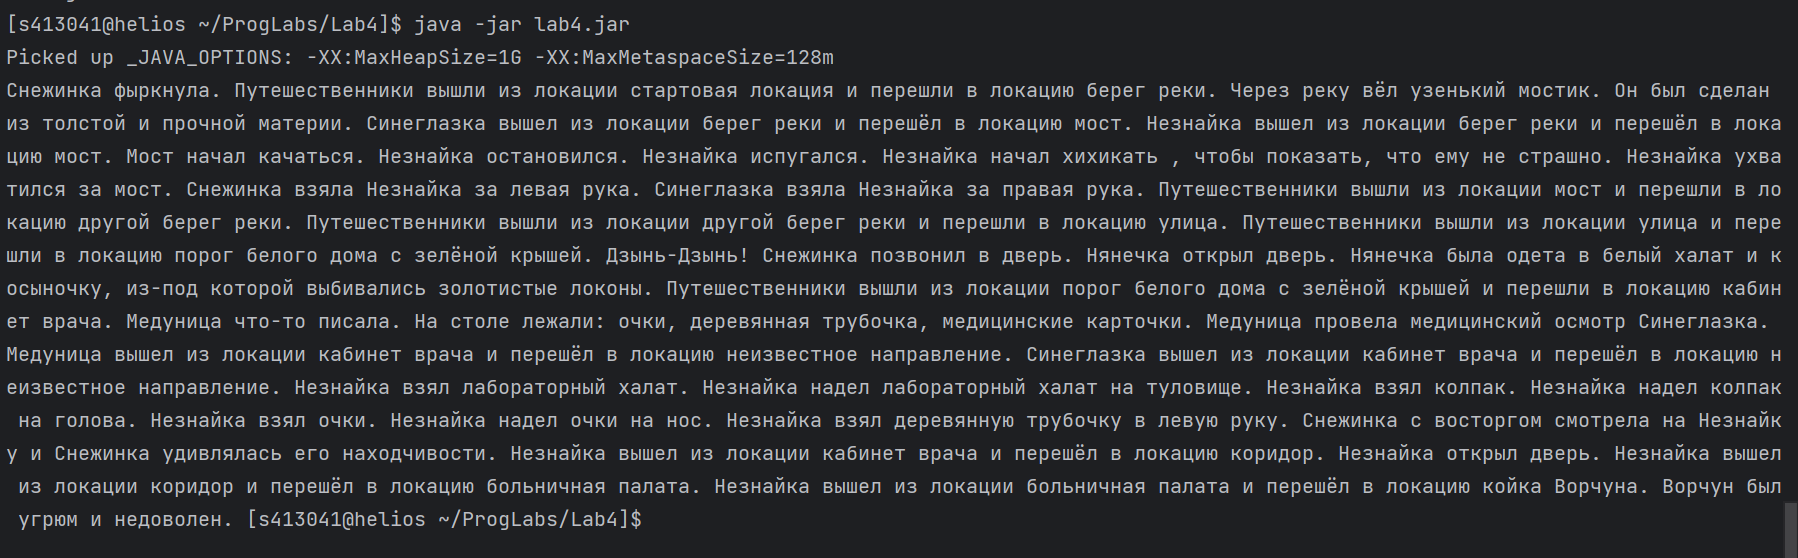 [s413041@helios ~/ProgLabs/Lab4]$ java -jar lab4.jar
Picked up _JAVA_OPTIONS: -XX:MaxHeapSize=1G -XX:MaxMetaspaceSize=128m
Снежинка фыркнула. Путешественники вышли из локации стартовая локация и перешли в локацию берег реки. Через реку вёл узенький мостик. Он был сделан
из толстой и прочной материи. Синеглазка вышел из локации берег реки и перешёл в локацию мост. Незнайка вышел из локации берег реки и перешёл в лока
цию мост. Мост начал качаться. Незнайка остановился. Незнайка испугался. Незнайка начал хихикать , чтобы показать, что ему не страшно. Незнайка ухва
тился за мост. Снежинка взяла Незнайка за левая рука. Синеглазка взяла Незнайка за правая рука. Путешественники вышли из локации мост и перешли в ло
кацию другой берег реки. Путешественники вышли из локации другой берег реки и перешли в локацию улица. Путешественники вышли из локации улица и пере
шли в локацию порог белого дома с зелёной крышей. Дзынь-Дзынь! Снежинка позвонил в дверь. Нянечка открыл дверь. Нянечка была одета в белый халат и к
осыночку, из-под которой выбивались золотистые локоны. Путешественники вышли из локации порог белого дома с зелёной крышей и перешли в локацию кабин
ет врача. Медуница что-то писала. На столе лежали: очки, деревянная трубочка, медицинские карточки. Медуница провела медицинский осмотр Синеглазка.
Медуница вышел из локации кабинет врача и перешёл в локацию неизвестное направление. Синеглазка вышел из локации кабинет врача и перешёл в локацию н
еизвестное направление. Незнайка взял лабораторный халат. Незнайка надел лабораторный халат на туловище. Незнайка взял колпак. Незнайка надел колпак
на голова. Незнайка взял очки. Незнайка надел очки на нос. Незнайка взял деревянную трубочку в левую руку. Снежинка с восторгом смотрела на Незнайк
у и Снежинка удивлялась его находчивости. Незнайка вышел из локации кабинет врача и перешёл в локацию коридор. Незнайка открыл дверь. Незнайка вышел
из локации коридор и перешёл в локацию больничная палата. Незнайка вышел из локации больничная палата и перешёл в локацию койка Ворчуна. Ворчун был
угрюм и недоволен. [s413041@helios ~/ProgLabs/Lab4]$